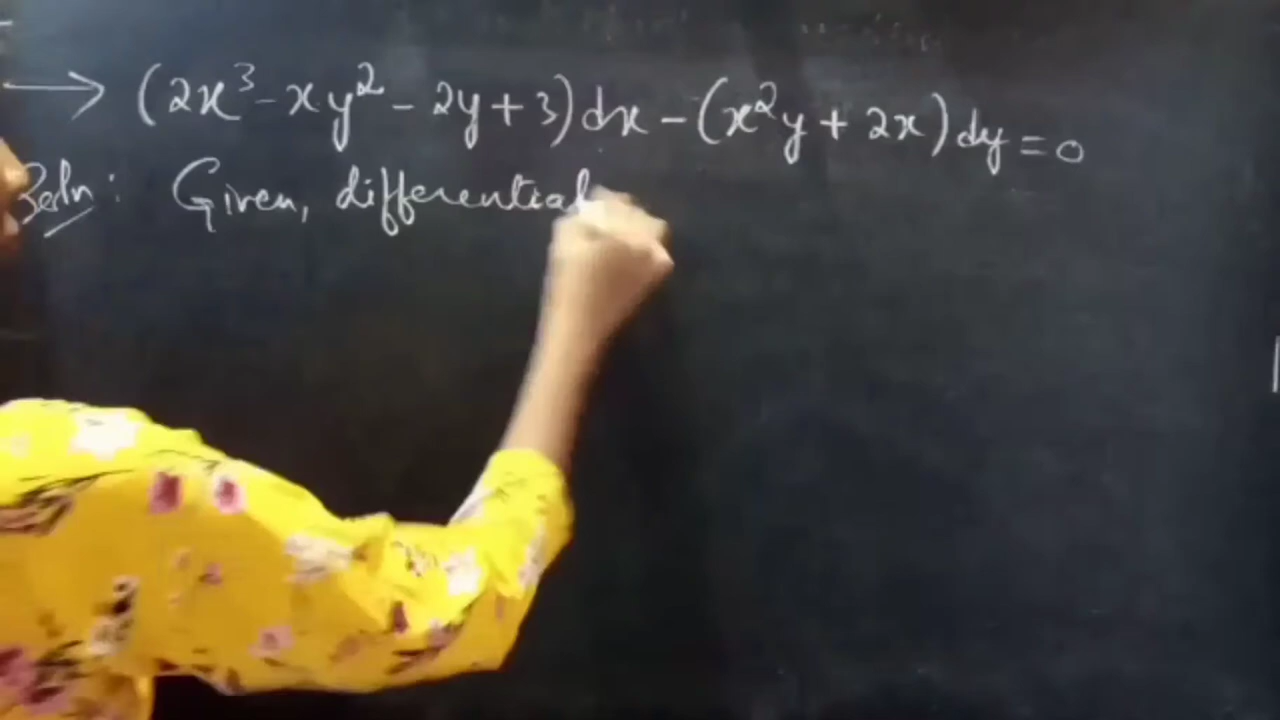 → (2x³ - xy² - 2y + 3) dx - (x²y + 2x) dy = 0
Soln: Given, differential